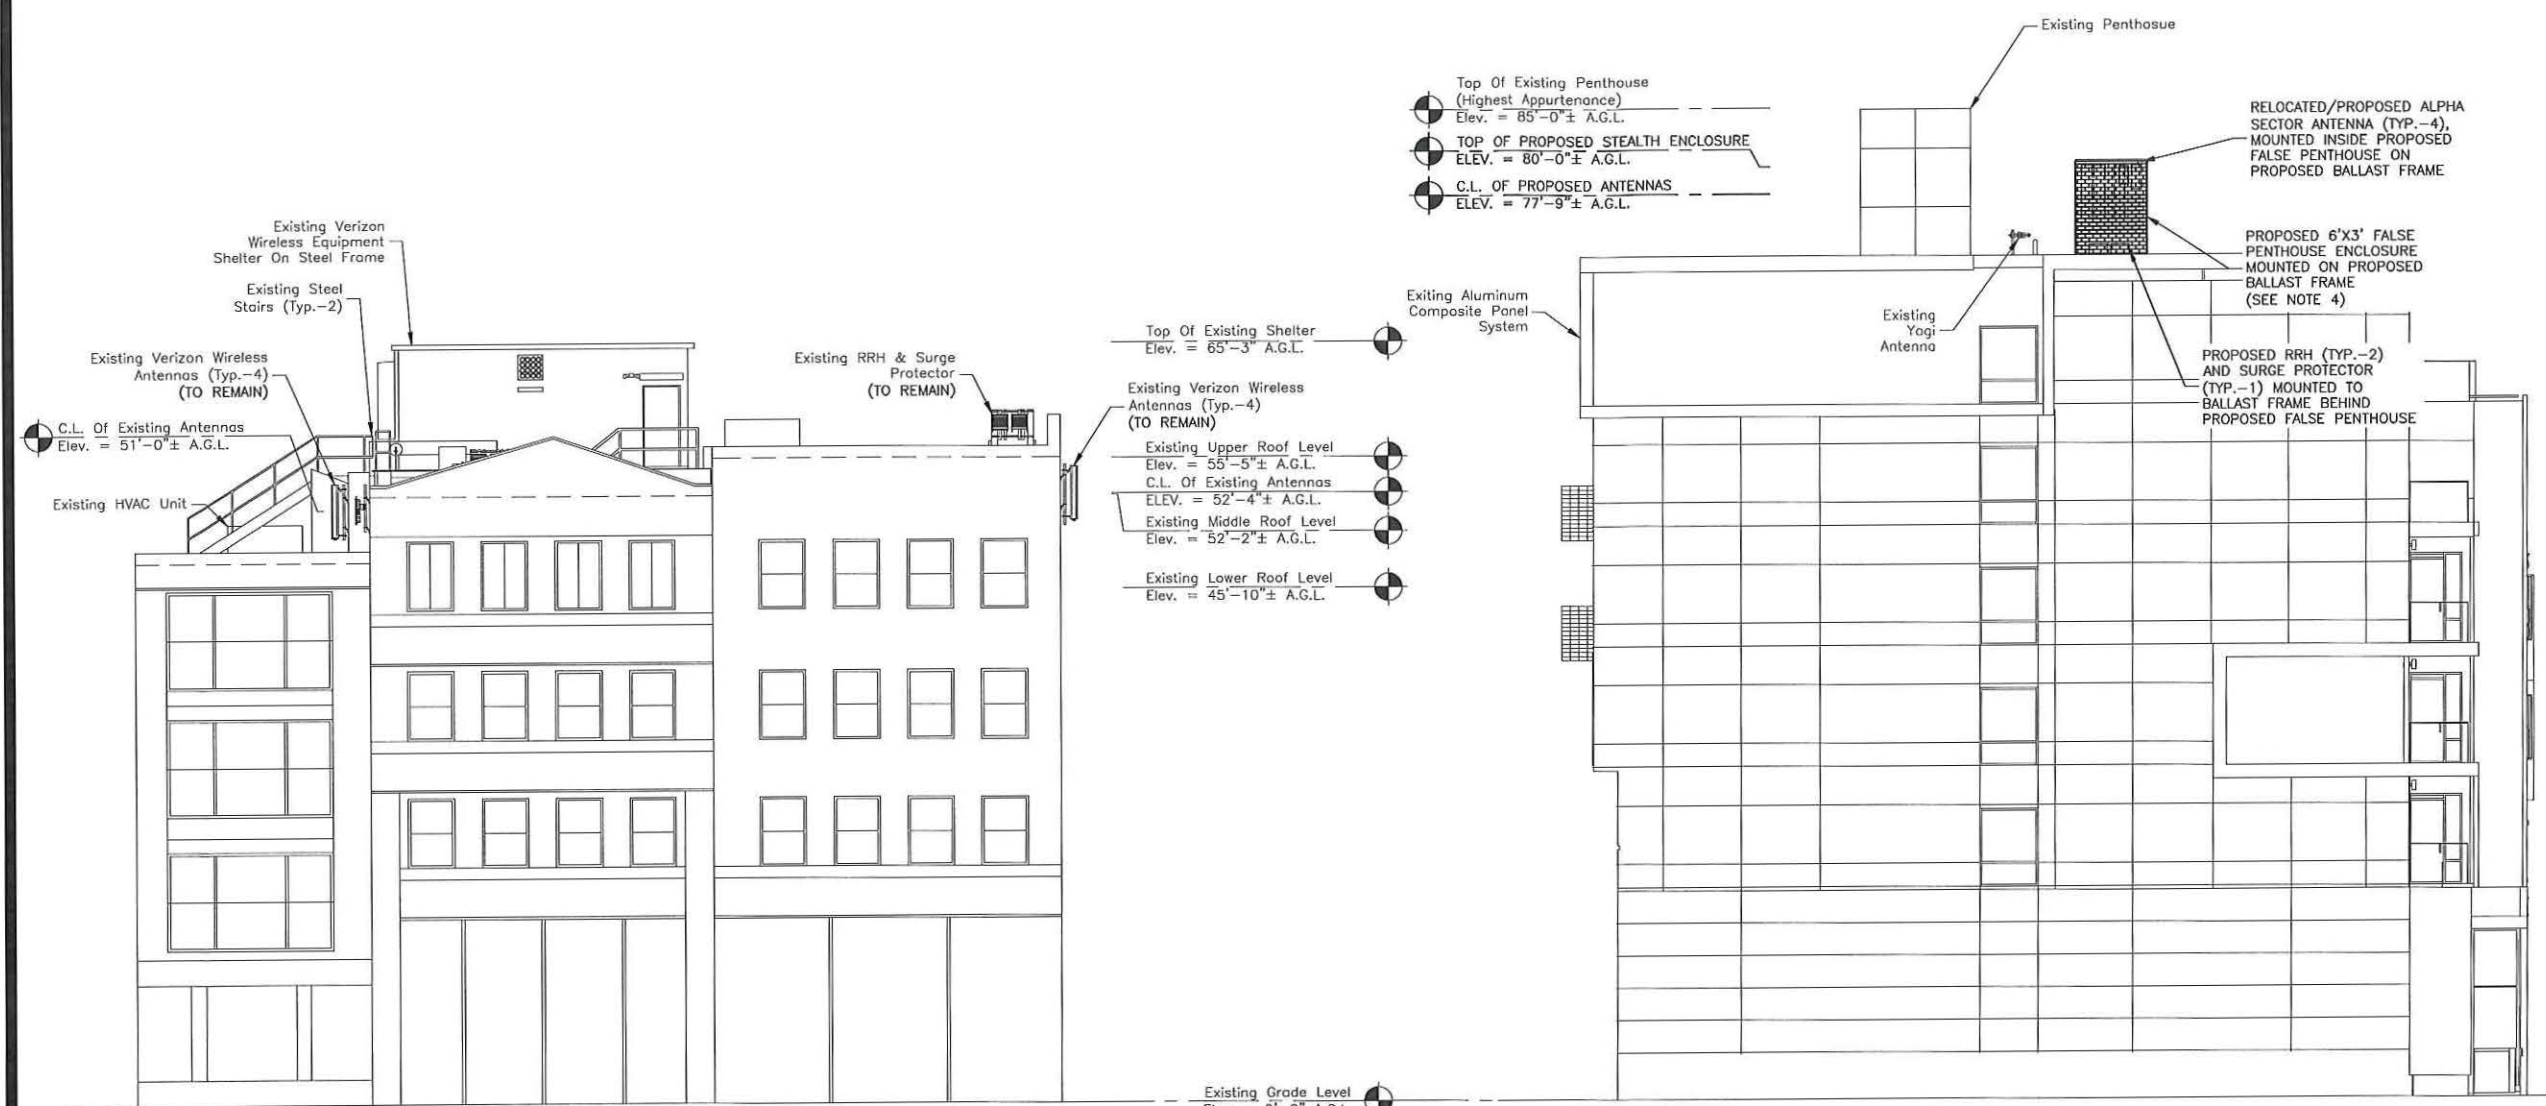 Existing Penthosue
Top Of Existing Penthouse
(Highest Appurtenance)
Elev. = 85'-0"± A.G.L.
TOP OF PROPOSED STEALTH ENCLOSURE
ELEV. = 80'-0"± A.G.L.
C.L. OF PROPOSED ANTENNAS
ELEV. = 77'-9"± A.G.L.
RELOCATED/PROPOSED ALPHA
SECTOR ANTENNA (TYP.-4),
MOUNTED INSIDE PROPOSED
FALSE PENTHOUSE ON
PROPOSED BALLAST FRAME
PROPOSED 6'X3' FALSE
PENTHOUSE ENCLOSURE
MOUNTED ON PROPOSED
BALLAST FRAME
(SEE NOTE 4)
Existing Verizon
Wireless Equipment
Shelter On Steel Frame
Existing Steel
Stairs (Typ.-2)
Existing Verizon Wireless
Antennas (Typ.-4)
(TO REMAIN)
C.L. Of Existing Antennas
Elev. = 51'-0"± A.G.L.
Existing HVAC Unit
Existing RRH & Surge
Protector
(TO REMAIN)
Existing Verizon Wireless
Antennas (Typ.-4)
(TO REMAIN)
Top Of Existing Shelter
Elev. = 65'-3" A.G.L.
Existing Upper Roof Level
Elev. = 55'-5"± A.G.L.
C.L. Of Existing Antennas
ELEV. = 52'-4"± A.G.L.
Existing Middle Roof Level
Elev. = 52'-2"± A.G.L.
Existing Lower Roof Level
Elev. = 45'-10"± A.G.L.
Exiting Aluminum
Composite Panel
System
Existing
Yagi
Antenna
PROPOSED RRH (TYP.-2)
AND SURGE PROTECTOR
(TYP.-1) MOUNTED TO
BALLAST FRAME BEHIND
PROPOSED FALSE PENTHOUSE
Existing Grade Level